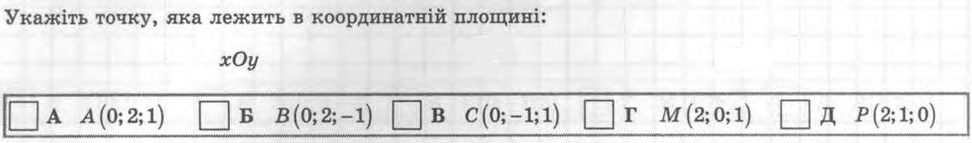 Укажіть точку, яка лежить в координатній площині:
xOy
А A(0; 2; 1) Б B(0; 2; −1) В C(0; −1; 1) Г M(2; 0; 1) Д P(2; 1; 0)